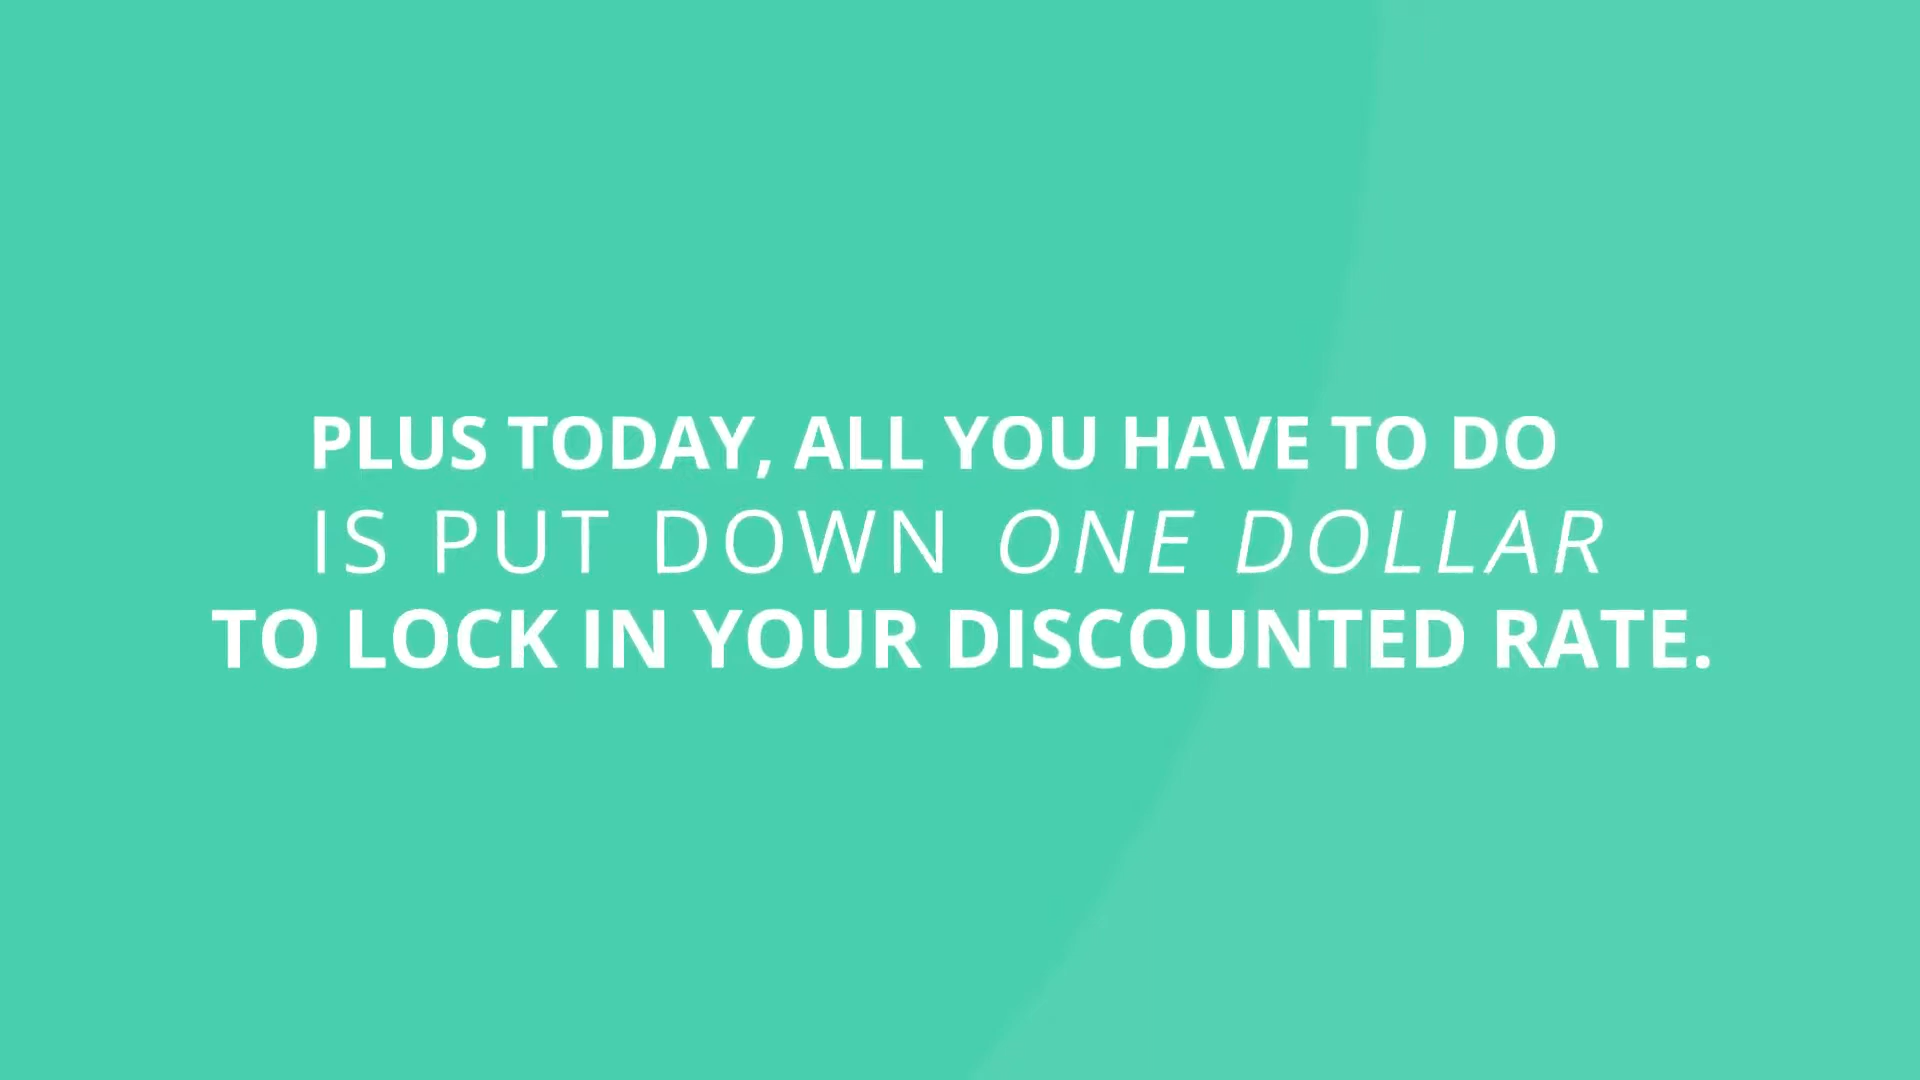 PLUS TODAY, ALL YOU HAVE TO DO
IS PUT DOWN ONE DOLLAR
TO LOCK IN YOUR DISCOUNTED RATE.